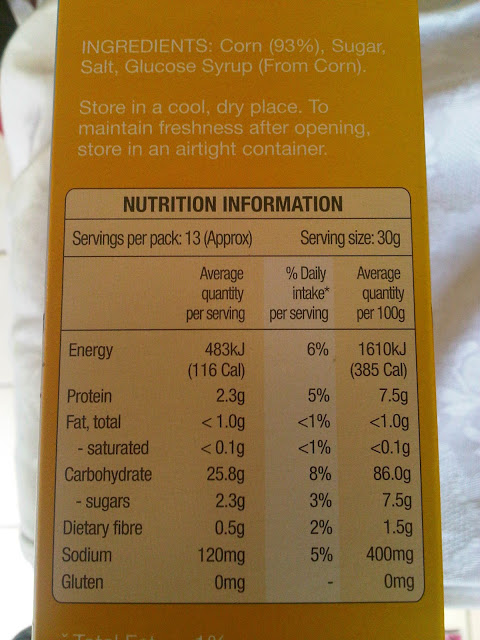 INGREDIENTS: Corn (93%), Sugar,
Salt, Glucose Syrup (From Corn).
Store in a cool, dry place. To
maintain freshness after opening,
store in an airtight container.
NUTRITION INFORMATION
Servings per pack: 13 (Approx) Serving size: 30g
Average % Daily Average
quantity intake* quantity
per serving per serving per 100g
Energy 483kJ 6% 1610kJ
(116 Cal) (385 Cal)
Protein 2.3g 5% 7.5g
Fat, total < 1.0g <1% <1.0g
- saturated < 0.1g <1% <0.1g
Carbohydrate 25.8g 8% 86.0g
- sugars 2.3g 3% 7.5g
Dietary fibre 0.5g 2% 1.5g
Sodium 120mg 5% 400mg
Gluten 0mg - 0mg